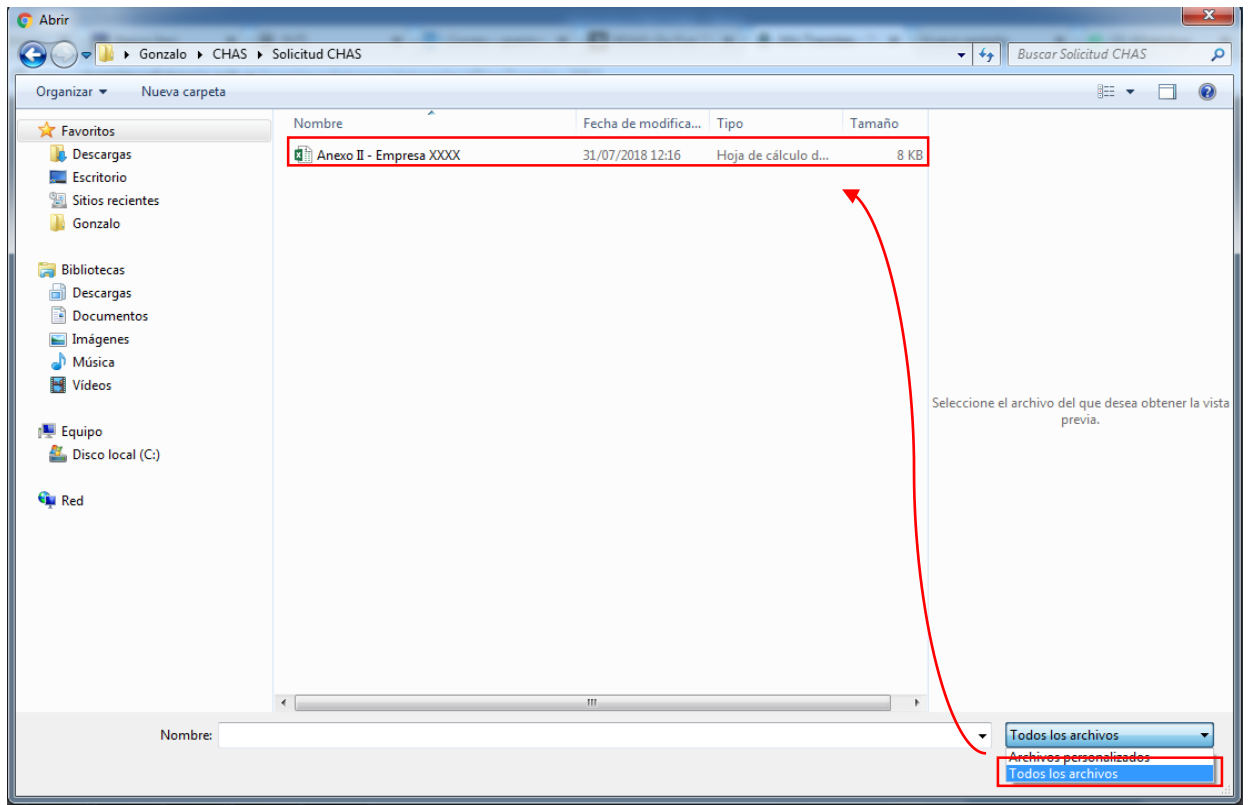 Abrir
Gonzalo CHAS Solicitud CHAS
Buscar Solicitud CHAS
Organizar Nueva carpeta
Nombre Fecha de modifica... Tipo Tamaño
Anexo II - Empresa XXXX 31/07/2018 12:16 Hoja de cálculo d... 8 KB
Favoritos
Descargas
Escritorio
Sitios recientes
Gonzalo
Bibliotecas
Descargas
Documentos
Imágenes
Música
Vídeos
Equipo
Disco local (C:)
Red
Seleccione el archivo del que desea obtener la vista
previa.
Nombre:
Todos los archivos
Archivos personalizados
Todos los archivos